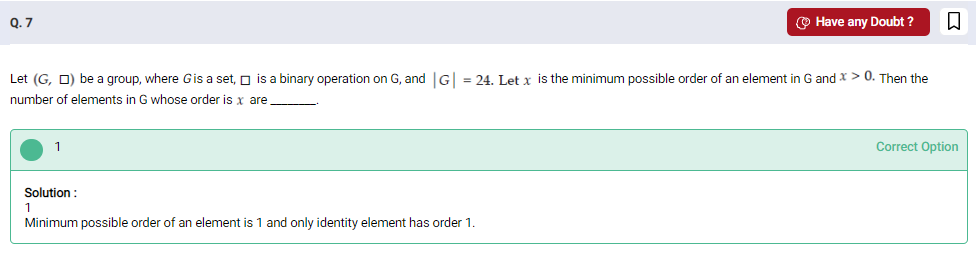 Q. 7
Have any Doubt ?
Let (G, □) be a group, where G is a set, □ is a binary operation on G, and |G| = 24. Let x is the minimum possible order of an element in G and x > 0. Then the
number of elements in G whose order is x are ________.
1
Correct Option
Solution :
1
Minimum possible order of an element is 1 and only identity element has order 1.